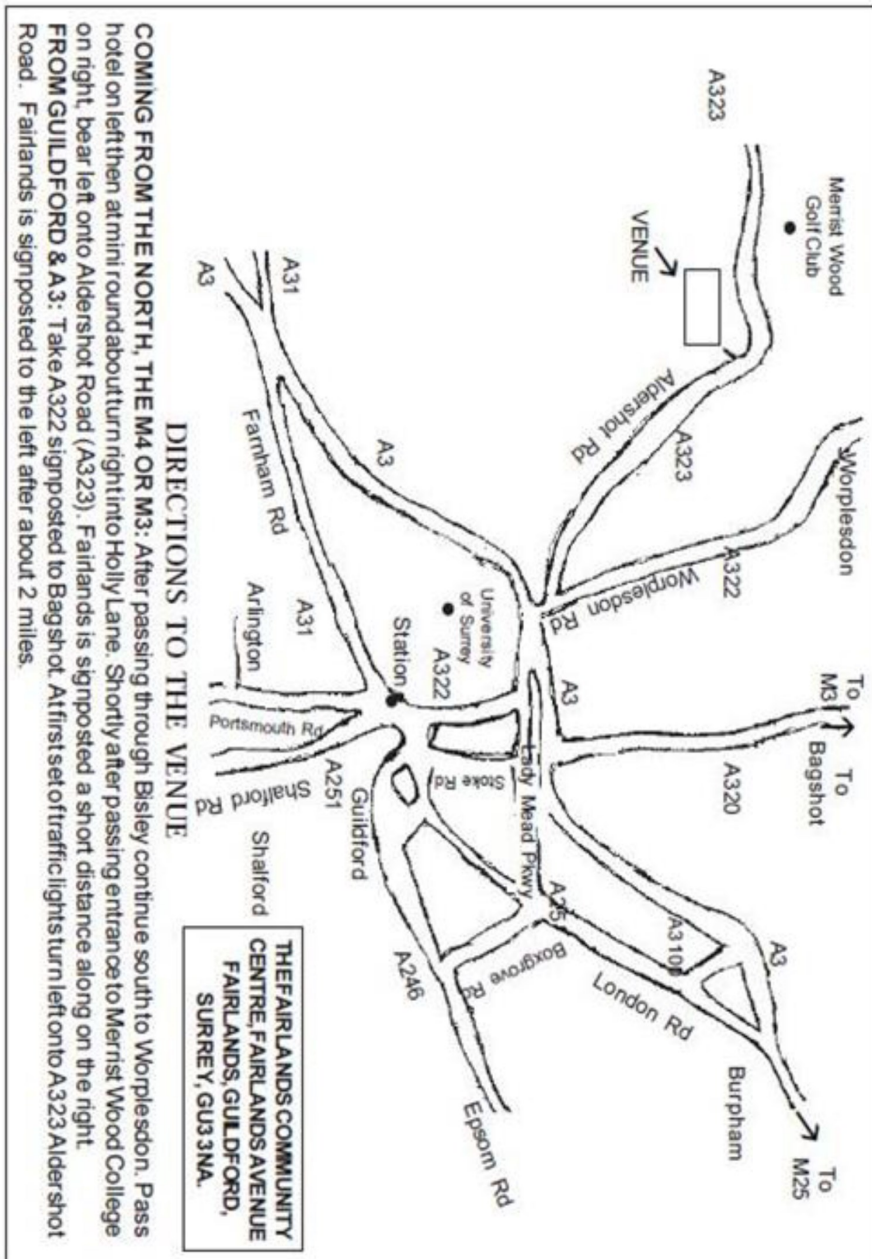 A323
Merrist Wood
Golf Club
VENUE
Aldershot Rd
A323
Worplesdon
A322
Worplesdon Rd
To
M3
To
Bagshot
A320
A31
A3
A3
Farnham Rd
A31
University
of Surrey
A322
Station
Arlington
Portsmouth Rd
Shalford Rd
A251
Shalford
Guildford
Stoke Rd
Lady Mead Pkwy
A3
A25
Boxgrove Rd
A246
Epsom Rd
A3100
London Rd
A3
Burpham
To
M25
DIRECTIONS TO THE VENUE
THE FAIRLANDS COMMUNITY
CENTRE, FAIRLANDS AVENUE
FAIRLANDS, GUILDFORD,
SURREY, GU3 3NA.
COMING FROM THE NORTH, THE M4 OR M3: After passing through Bisley continue south to Worplesdon. Pass
hotel on left then at mini roundabout turn right into Holly Lane. Shortly after passing entrance to Merrist Wood College
on right, bear left onto Aldershot Road (A323). Fairlands is signposted a short distance along on the right.
FROM GUILDFORD & A3: Take A322 signposted to Bagshot. At first set of traffic lights turn left onto A323 Aldershot
Road. Fairlands is signposted to the left after about 2 miles.